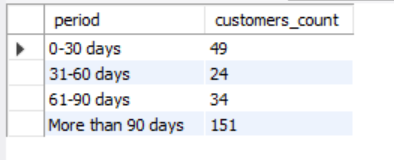 period customers_count
0-30 days 49
31-60 days 24
61-90 days 34
More than 90 days 151